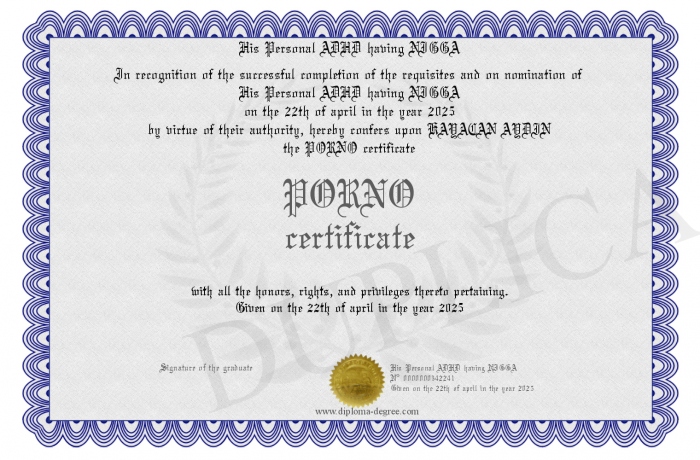 His Personal ADHD having NIGGA
In recognition of the successful completion of the requisites and on nomination of
His Personal ADHD having NIGGA
on the 22th of april in the year 2025
by virtue of their authority, hereby confers upon KAYACAN AYDIN
the PORNO certificate
PORNO
certificate
with all the honors, rights, and privileges thereto pertaining.
Given on the 22th of april in the year 2025
Signature of the graduate
His Personal ADHD having NIGGA
N° 0000000342241
Given on the 22th of april in the year 2025
www.diploma-degree.com
DUPLICA